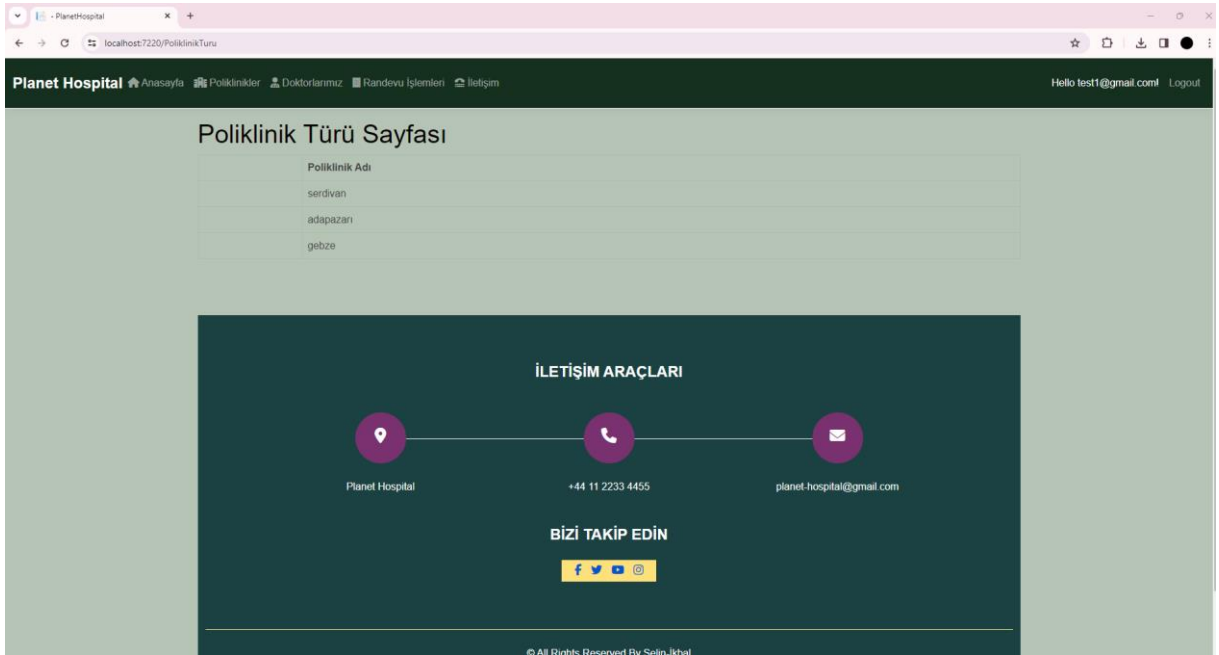 - PlanetHospital
localhost:7220/PoliklinikTuru
Planet Hospital Anasayfa Poliklinikler Doktorlarımız Randevu İşlemleri İletişim Hello test1@gmail.com! Logout
Poliklinik Türü Sayfası
Poliklinik Adı
serdivan
adapazarı
gebze
İLETİŞİM ARAÇLARI
Planet Hospital +44 11 2233 4455 planet-hospital@gmail.com
BİZİ TAKİP EDİN
© All Rights Reserved By Selin-İkbal